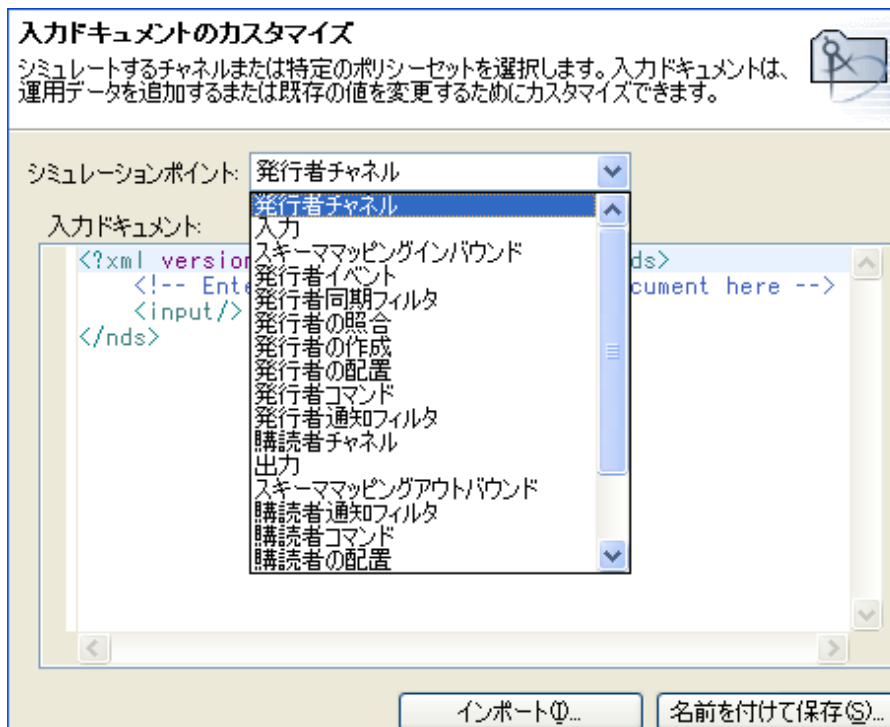 入力ドキュメントのカスタマイズ
シミュレートするチャネルまたは特定のポリシーセットを選択します。入力ドキュメントは、
運用データを追加するまたは既存の値を変更するためにカスタマイズできます。
シミュレーションポイント: 発行者チャネル
入力ドキュメント:
発行者チャネル
入力
スキーママッピングインバウンド
発行者イベント
発行者同期フィルタ
発行者の照合
発行者の作成
発行者の配置
発行者コマンド
発行者通知フィルタ
購読者チャネル
出力
スキーママッピングアウトバウンド
購読者通知フィルタ
購読者コマンド
購読者の配置
<?xml version ds>
<!-- Ente cument here -->
<input/>
</nds>
インポート(I)... 名前を付けて保存(S)...